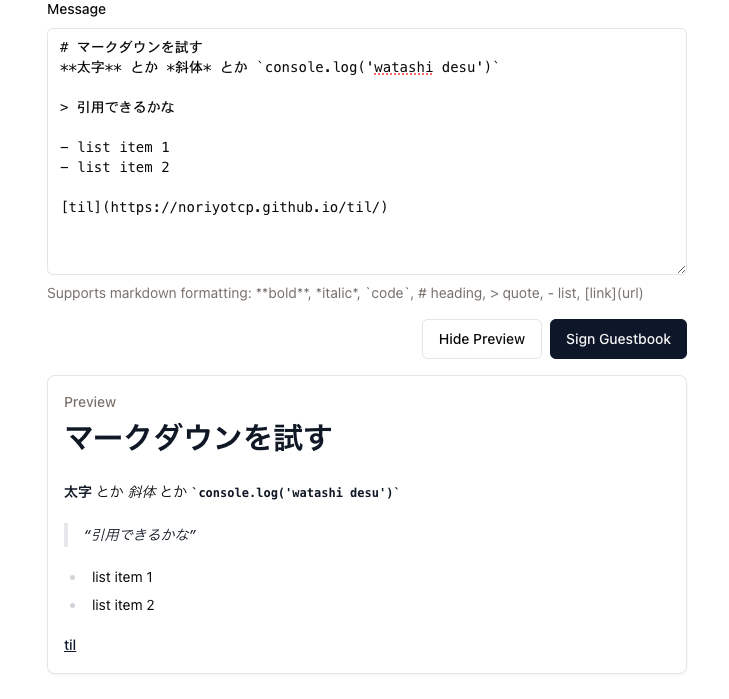 Message
# マークダウンを試す
**太字** とか *斜体* とか `console.log('watashi desu')`
> 引用できるかな
- list item 1
- list item 2
[til](https://noriyotcp.github.io/til/)
Supports markdown formatting: **bold**, *italic*, `code`, # heading, > quote, - list, [link](url)
Hide Preview
Sign Guestbook
Preview
マークダウンを試す
太字 とか 斜体 とか `console.log('watashi desu')`
“引用できるかな”
list item 1
list item 2
til